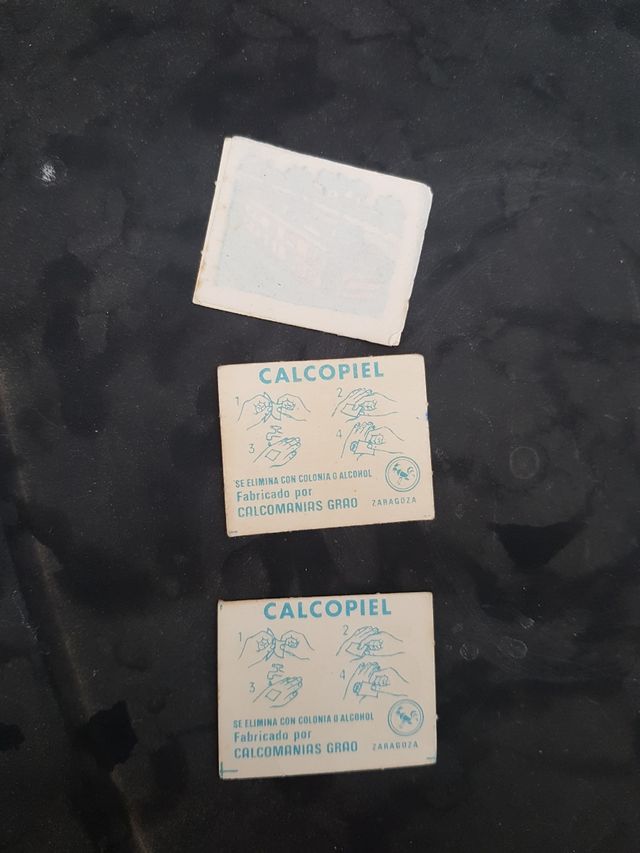 CALCOPIEL
1 2
3 4
SE ELIMINA CON COLONIA O ALCOHOL
Fabricado por
CALCOMANIAS GRAO ZARAGOZA
CALCOPIEL
1 2
3 4
SE ELIMINA CON COLONIA O ALCOHOL
Fabricado por
CALCOMANIAS GRAO ZARAGOZA